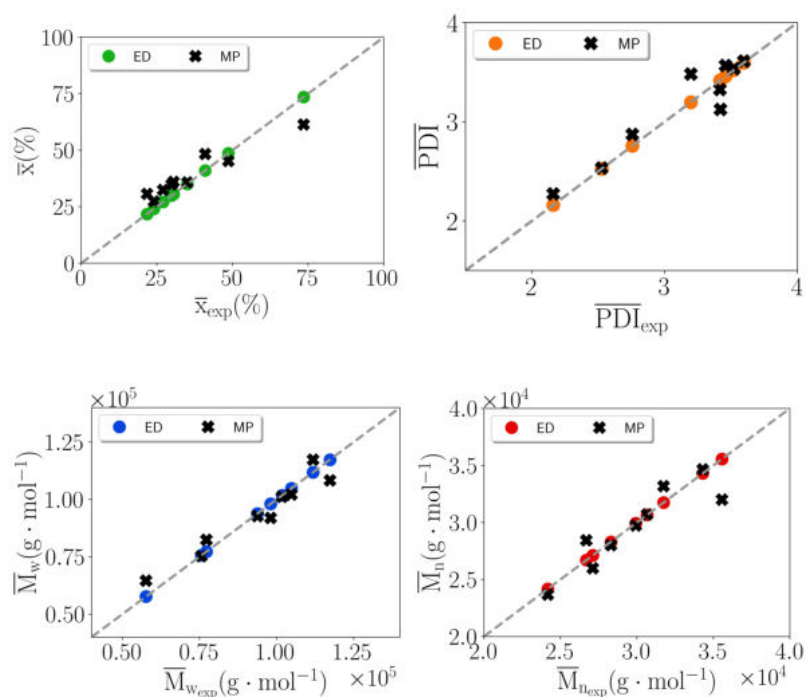 100
ED MP
75
x̅(%)
50
25
0
0 25 50 75 100
x̅exp(%)
4
ED MP
3
P̅D̅I̅
2
2 3 4
P̅D̅I̅exp
×10⁵
ED MP
1.25
M̅w(g · mol⁻¹)
1.00
0.75
0.50
0.50 0.75 1.00 1.25
M̅wexp(g · mol⁻¹) ×10⁵
×10⁴
4.0
ED MP
3.5
M̅n(g · mol⁻¹)
3.0
2.5
2.0
2.0 2.5 3.0 3.5 4.0
M̅nexp(g · mol⁻¹) ×10⁴